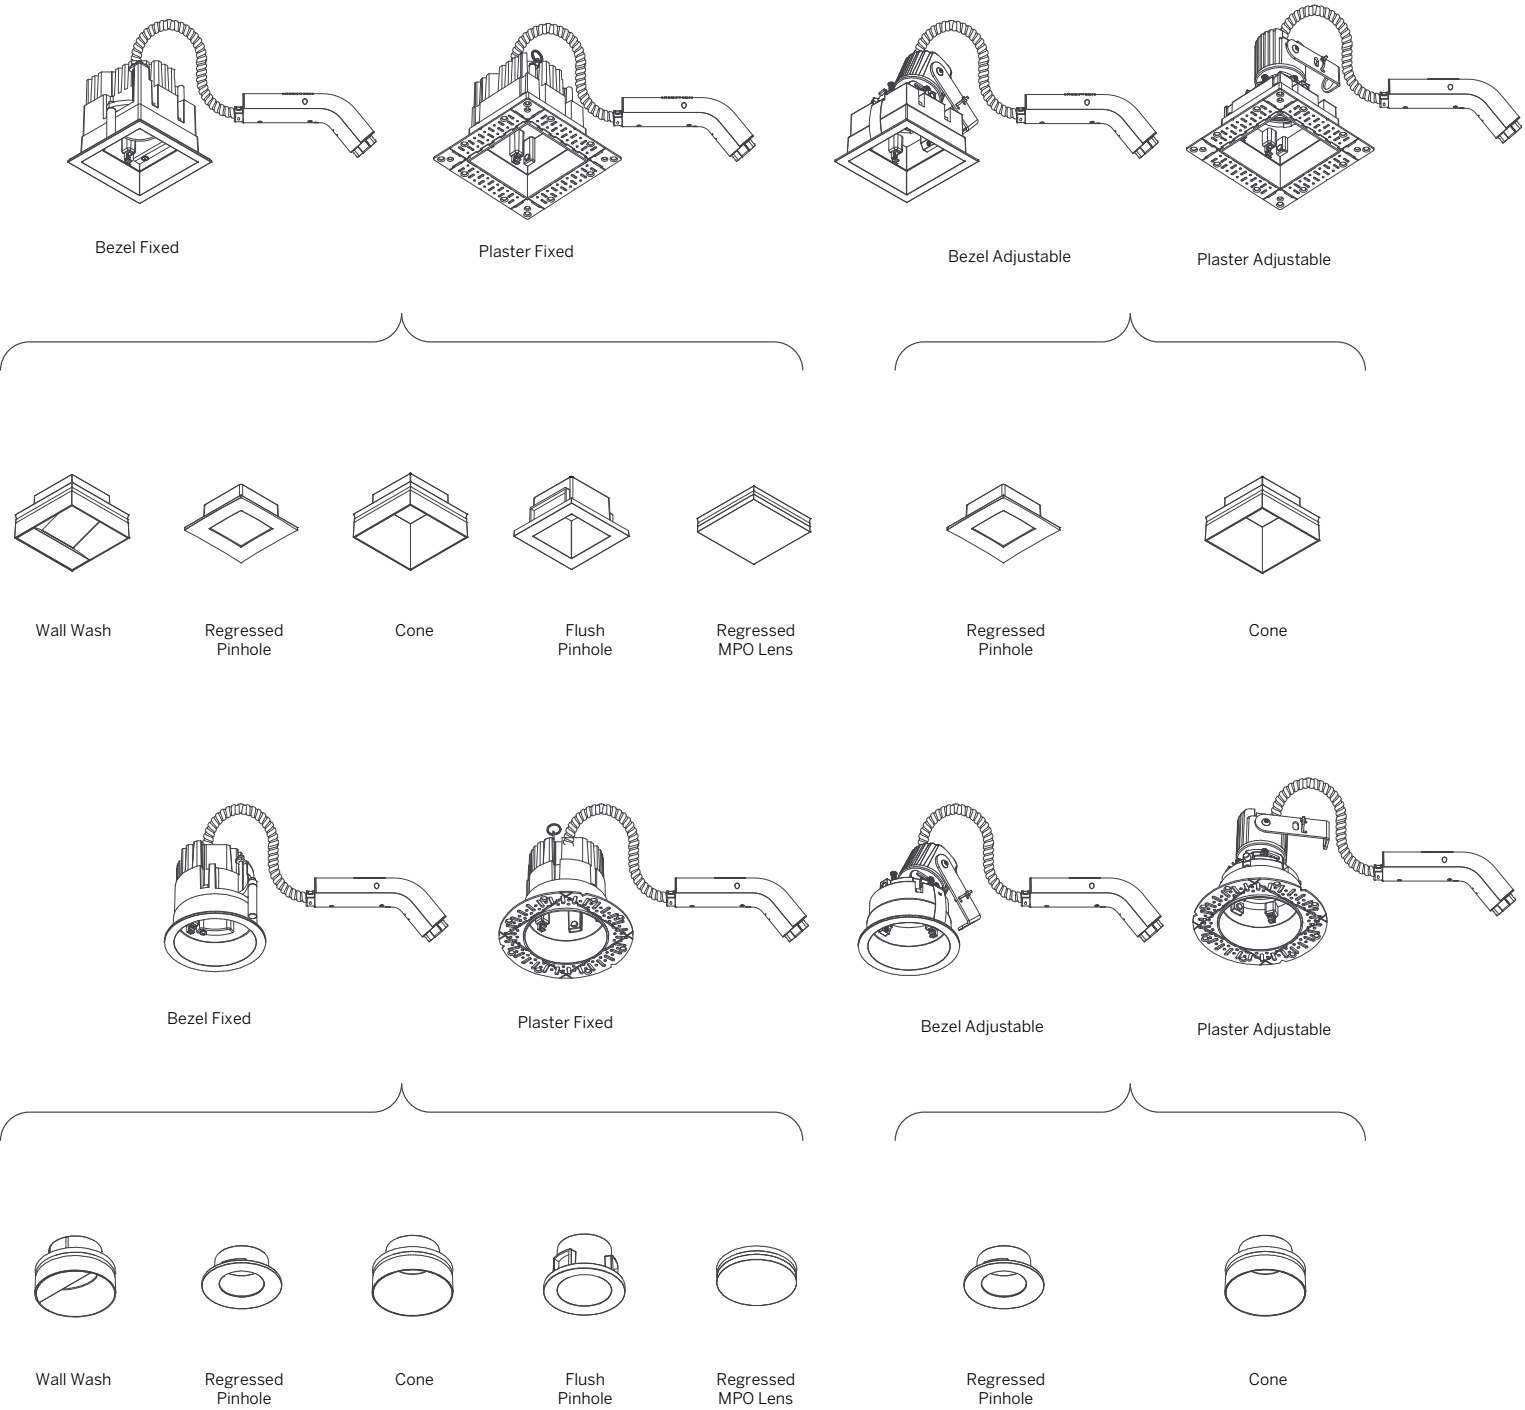 Bezel Fixed
Plaster Fixed
Bezel Adjustable
Plaster Adjustable
Wall Wash
Regressed
Pinhole
Cone
Flush
Pinhole
Regressed
MPO Lens
Regressed
Pinhole
Cone
Bezel Fixed
Plaster Fixed
Bezel Adjustable
Plaster Adjustable
Wall Wash
Regressed
Pinhole
Cone
Flush
Pinhole
Regressed
MPO Lens
Regressed
Pinhole
Cone